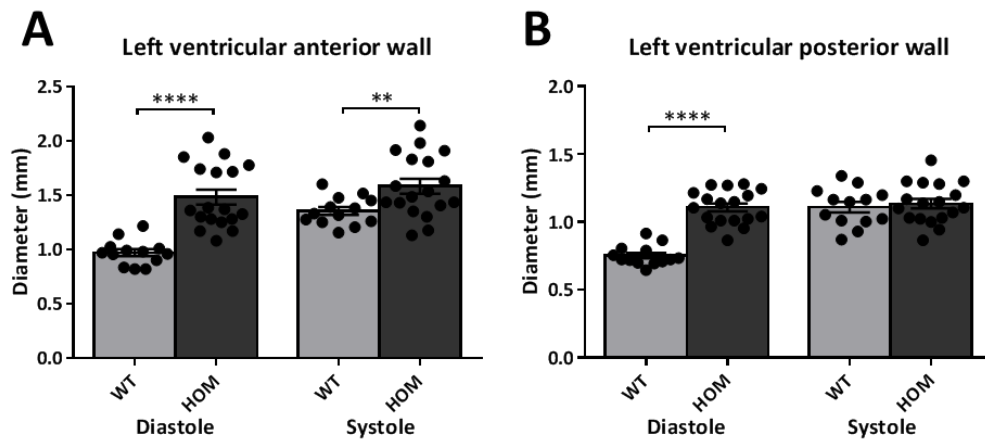 A
Left ventricular anterior wall
Diameter (mm)
2.5
2.0
1.5
1.0
0.5
0.0
****
**
WT
HOM
WT
HOM
Diastole
Systole
B
Left ventricular posterior wall
Diameter (mm)
2.0
1.5
1.0
0.5
0.0
****
WT
HOM
WT
HOM
Diastole
Systole